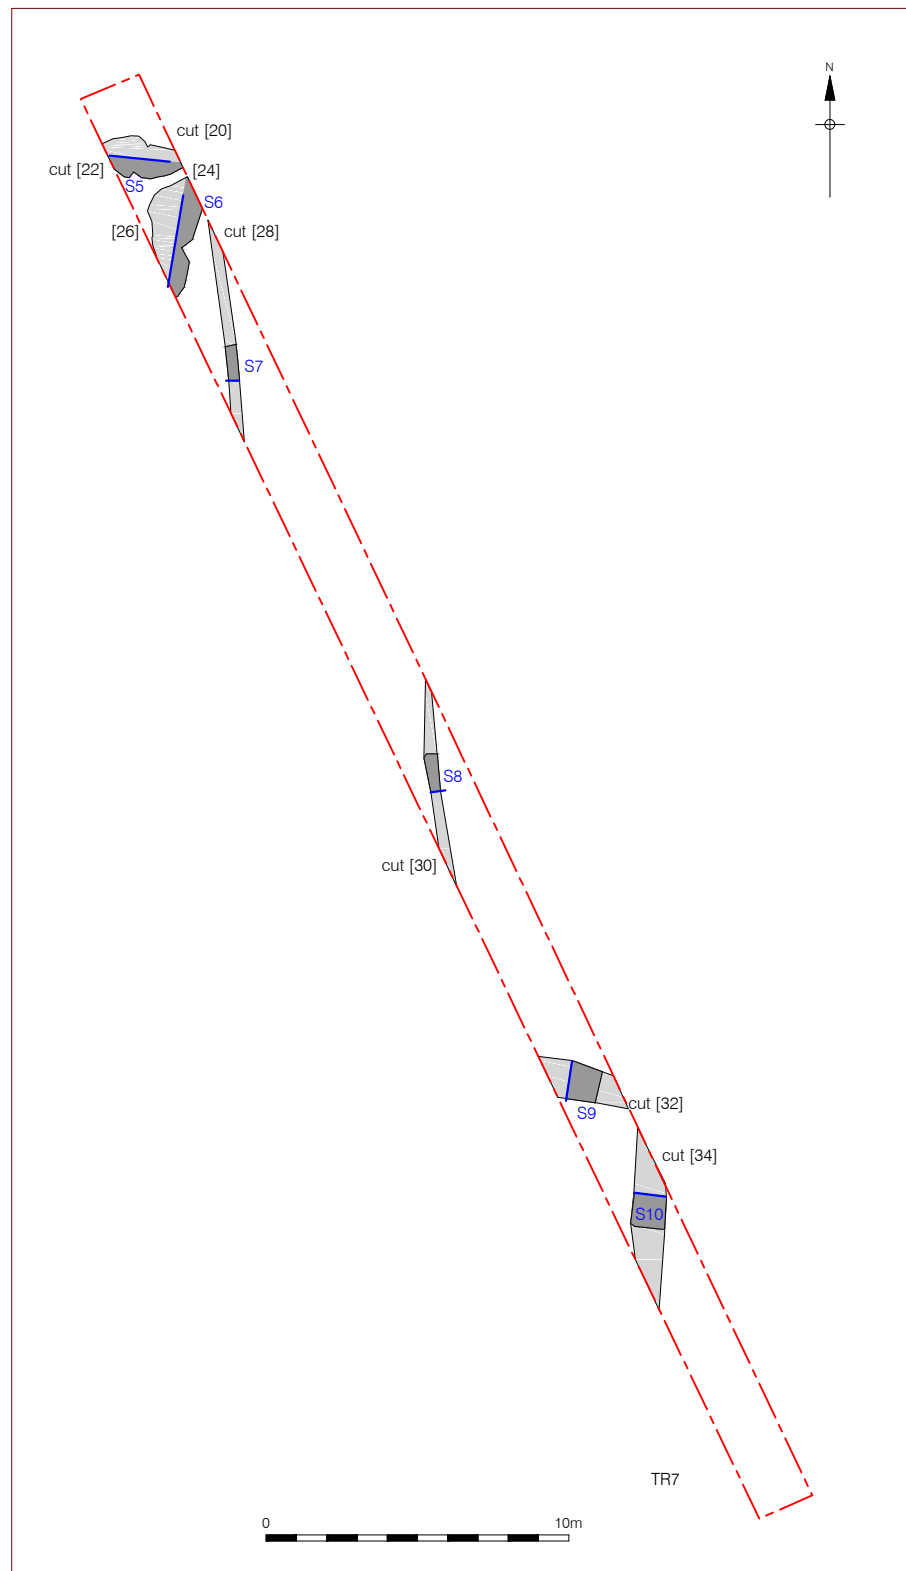 N
cut [20]
cut [22]
[24]
S5
S6
[26]
cut [28]
S7
S8
cut [30]
cut [32]
S9
cut [34]
S10
TR7
0
10m